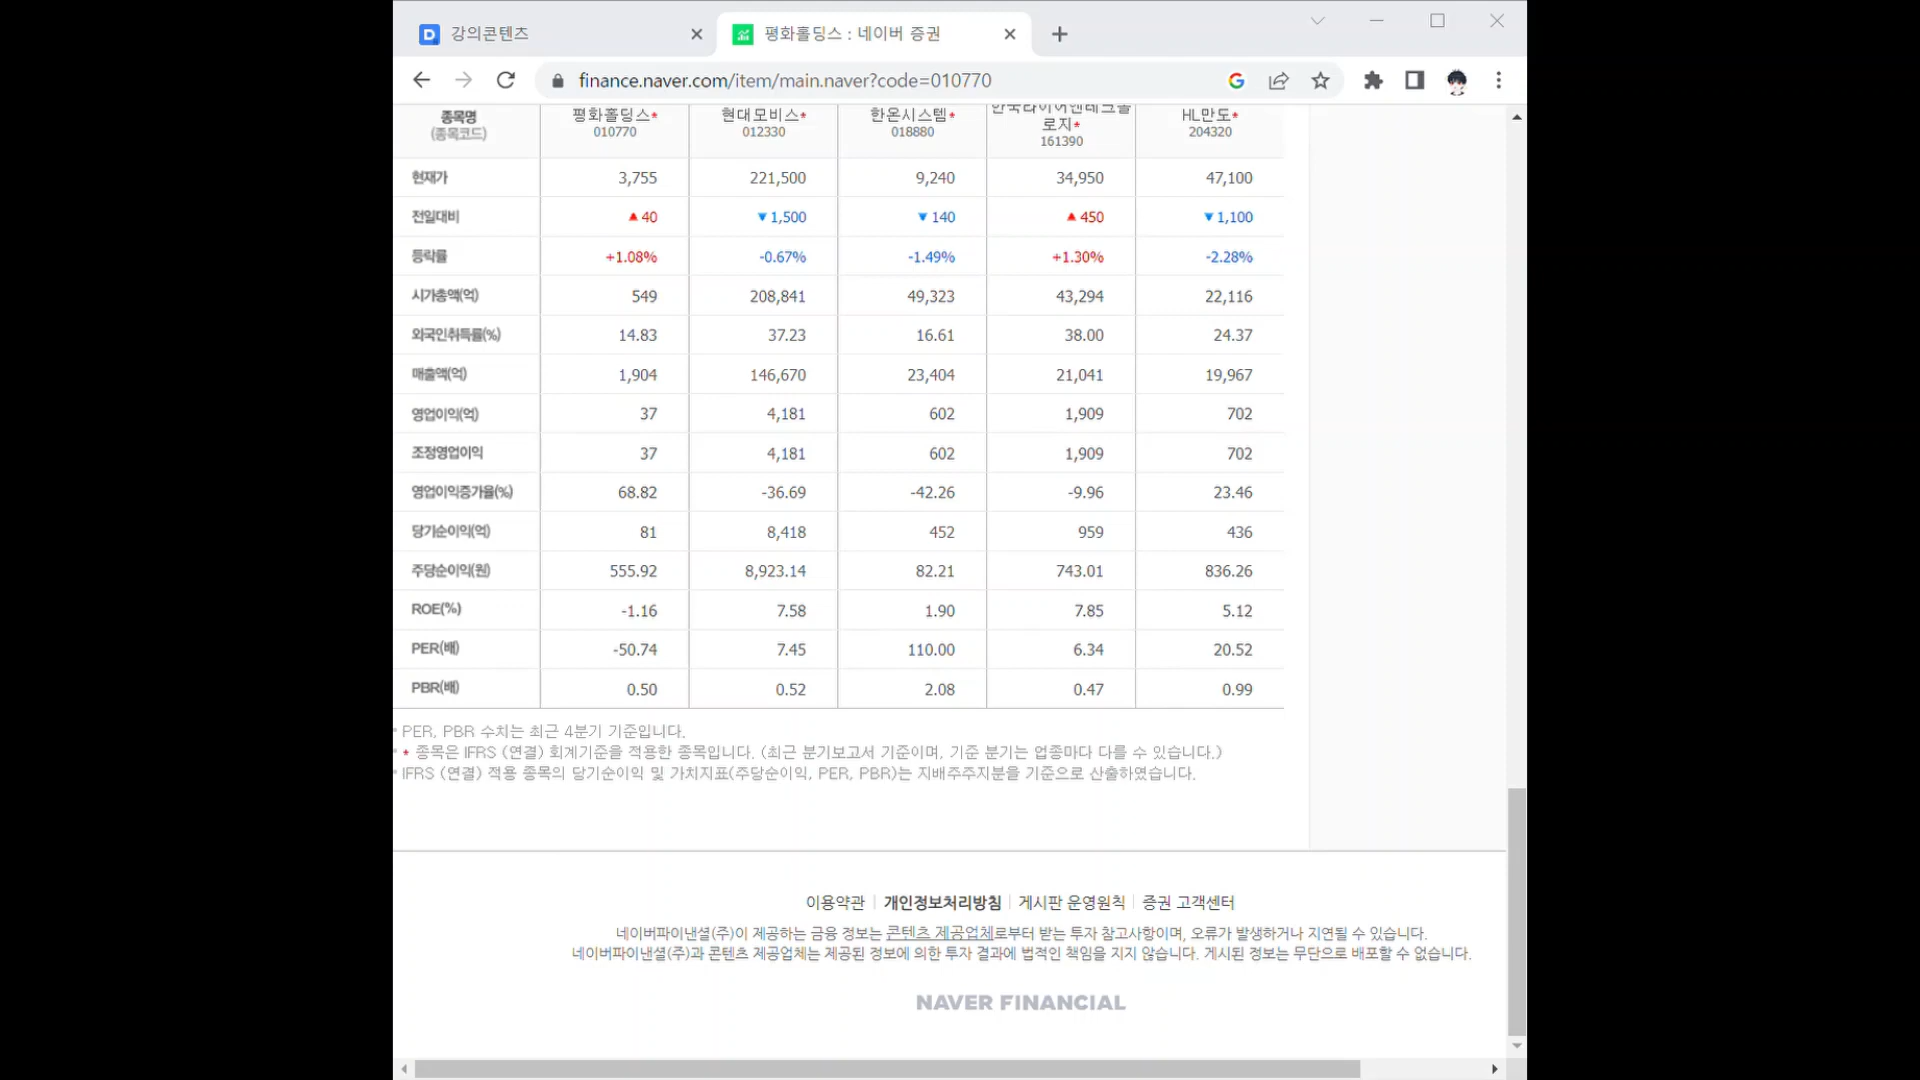 강의콘텐츠
평화홀딩스 : 네이버 증권
finance.naver.com/item/main.naver?code=010770
종목명 (종목코드) 평화홀딩스* 010770 현대모비스* 012330 한온시스템* 018880 한국타이어앤테크놀로지* 161390 HL만도* 204320
현재가 3,755 221,500 9,240 34,950 47,100
전일대비 ▲40 ▼1,500 ▼140 ▲450 ▼1,100
등락률 +1.08% -0.67% -1.49% +1.30% -2.28%
시가총액(억) 549 208,841 49,323 43,294 22,116
외국인취득률(%) 14.83 37.23 16.61 38.00 24.37
매출액(억) 1,904 146,670 23,404 21,041 19,967
영업이익(억) 37 4,181 602 1,909 702
조정영업이익 37 4,181 602 1,909 702
영업이익증가율(%) 68.82 -36.69 -42.26 -9.96 23.46
당기순이익(억) 81 8,418 452 959 436
주당순이익(원) 555.92 8,923.14 82.21 743.01 836.26
ROE(%) -1.16 7.58 1.90 7.85 5.12
PER(배) -50.74 7.45 110.00 6.34 20.52
PBR(배) 0.50 0.52 2.08 0.47 0.99
* PER, PBR 수치는 최근 4분기 기준입니다.
* * 종목은 IFRS (연결) 회계기준을 적용한 종목입니다. (최근 분기보고서 기준이며, 기준 분기는 업종마다 다를 수 있습니다.)
* IFRS (연결) 적용 종목의 당기순이익 및 가치지표(주당순이익, PER, PBR)는 지배주주지분을 기준으로 산출하였습니다.
이용약관 | 개인정보처리방침 | 게시판 운영원칙 | 증권 고객센터
네이버파이낸셜(주)이 제공하는 금융 정보는 콘텐츠 제공업체로부터 받는 투자 참고사항이며, 오류가 발생하거나 지연될 수 있습니다.
네이버파이낸셜(주)과 콘텐츠 제공업체는 제공된 정보에 의한 투자 결과에 법적인 책임을 지지 않습니다. 게시된 정보는 무단으로 배포할 수 없습니다.
NAVER FINANCIAL